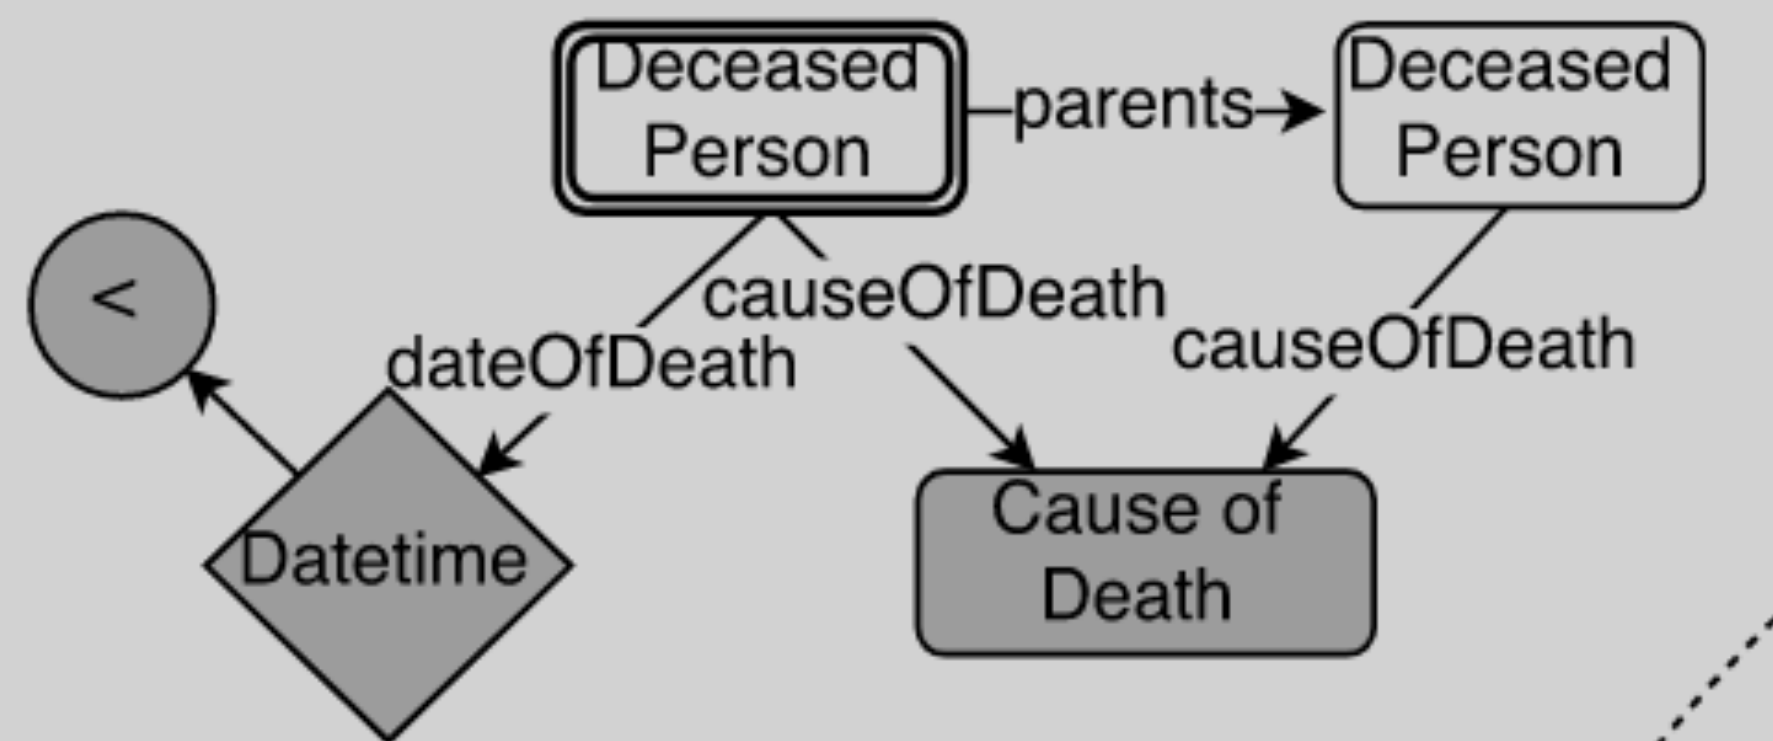 Deceased
Person
parents
Deceased
Person
<
causeOfDeath
causeOfDeath
dateOfDeath
Datetime
Cause of
Death